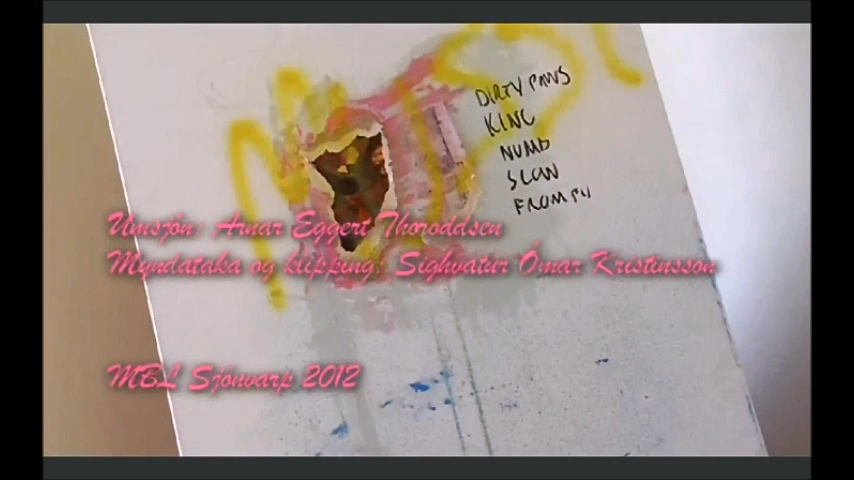 DIRTY PAWS
KING
NUMB
SLOW
FROM
Umsjón: Arnar Eggert Thoroddsen
Myndataka og klipping: Sighvatur Ómar Kristinsson
MBL Sjónvarp 2012